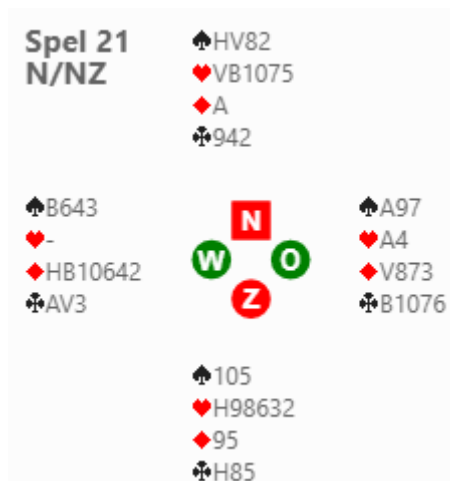 Spel 21
N/NZ
♠HV82
♥VB1075
♦A
♣942
♠B643
♥-
♦HB10642
♣AV3
N
W O
Z
♠A97
♥A4
♦V873
♣B1076
♠105
♥H98632
♦95
♣H85